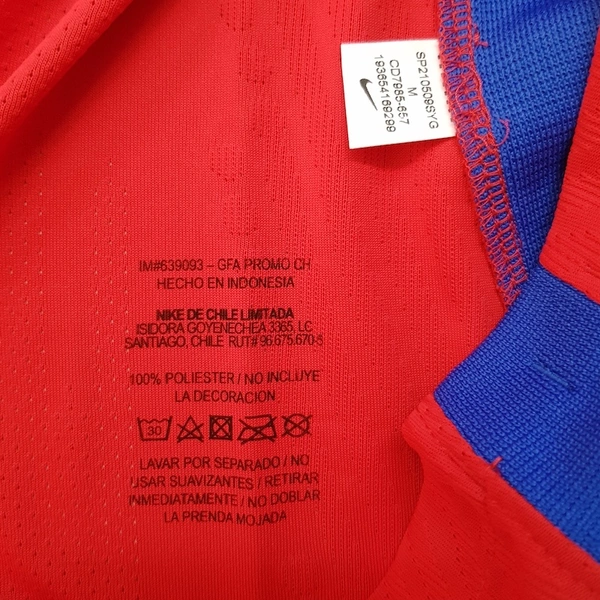 SP210509SYG
M
CD7985-657
193654169299
IM#639093 – GFA PROMO CH
HECHO EN INDONESIA
NIKE DE CHILE LIMITADA
ISIDORA GOYENECHEA 3365, LC
SANTIAGO, CHILE RUT# 96.675.670-5
100% POLIESTER / NO INCLUYE
LA DECORACION
30
LAVAR POR SEPARADO / NO
USAR SUAVIZANTES / RETIRAR
INMEDIATAMENTE / NO DOBLAR
LA PRENDA MOJADA